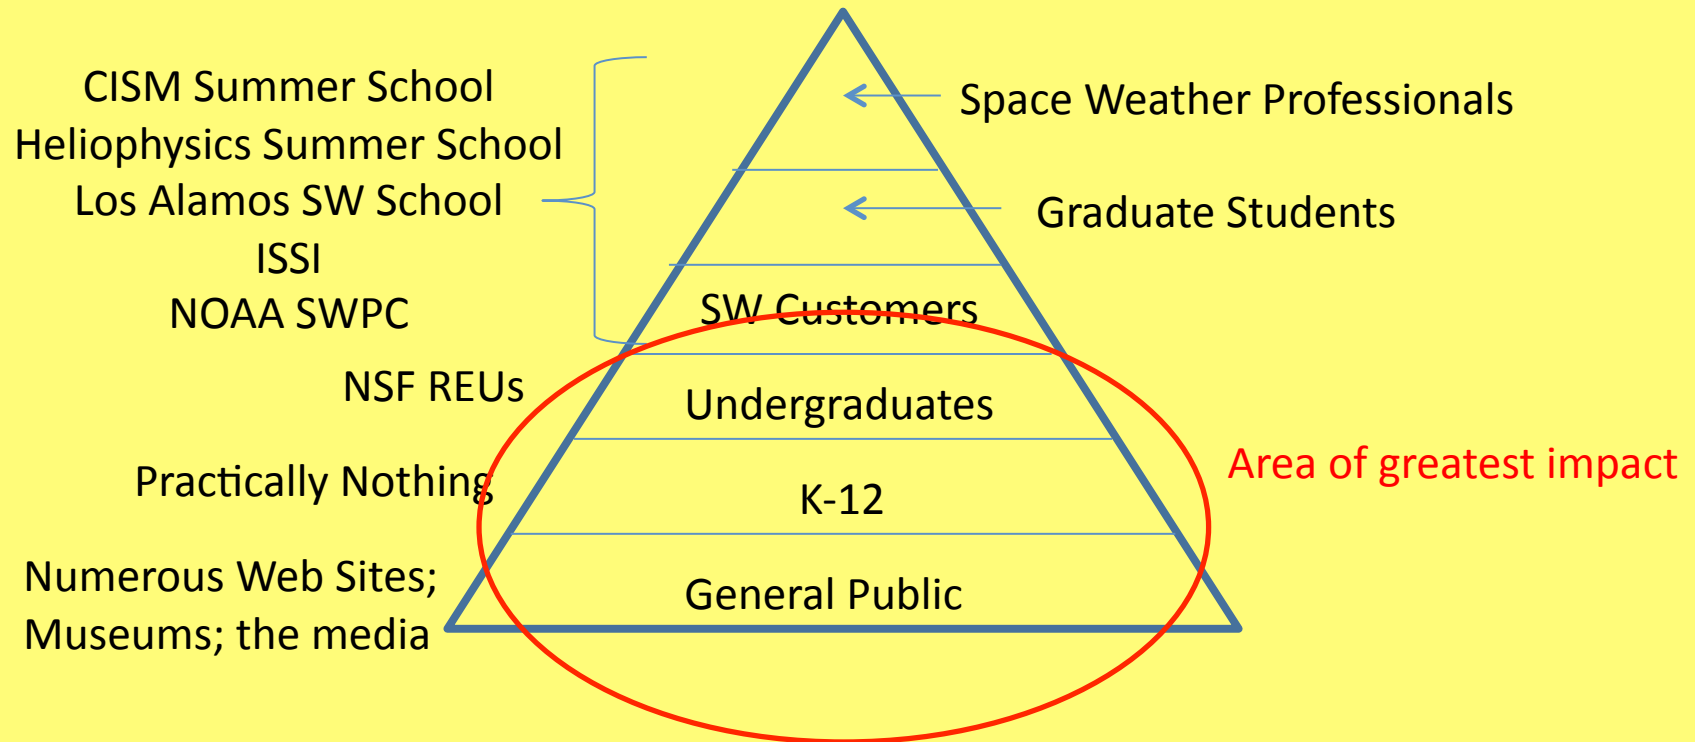 CISM Summer School
Heliophysics Summer School
Los Alamos SW School
ISSI
NOAA SWPC
NSF REUs
Practically Nothing
Numerous Web Sites;
Museums; the media
Space Weather Professionals
Graduate Students
SW Customers
Undergraduates
K-12
General Public
Area of greatest impact